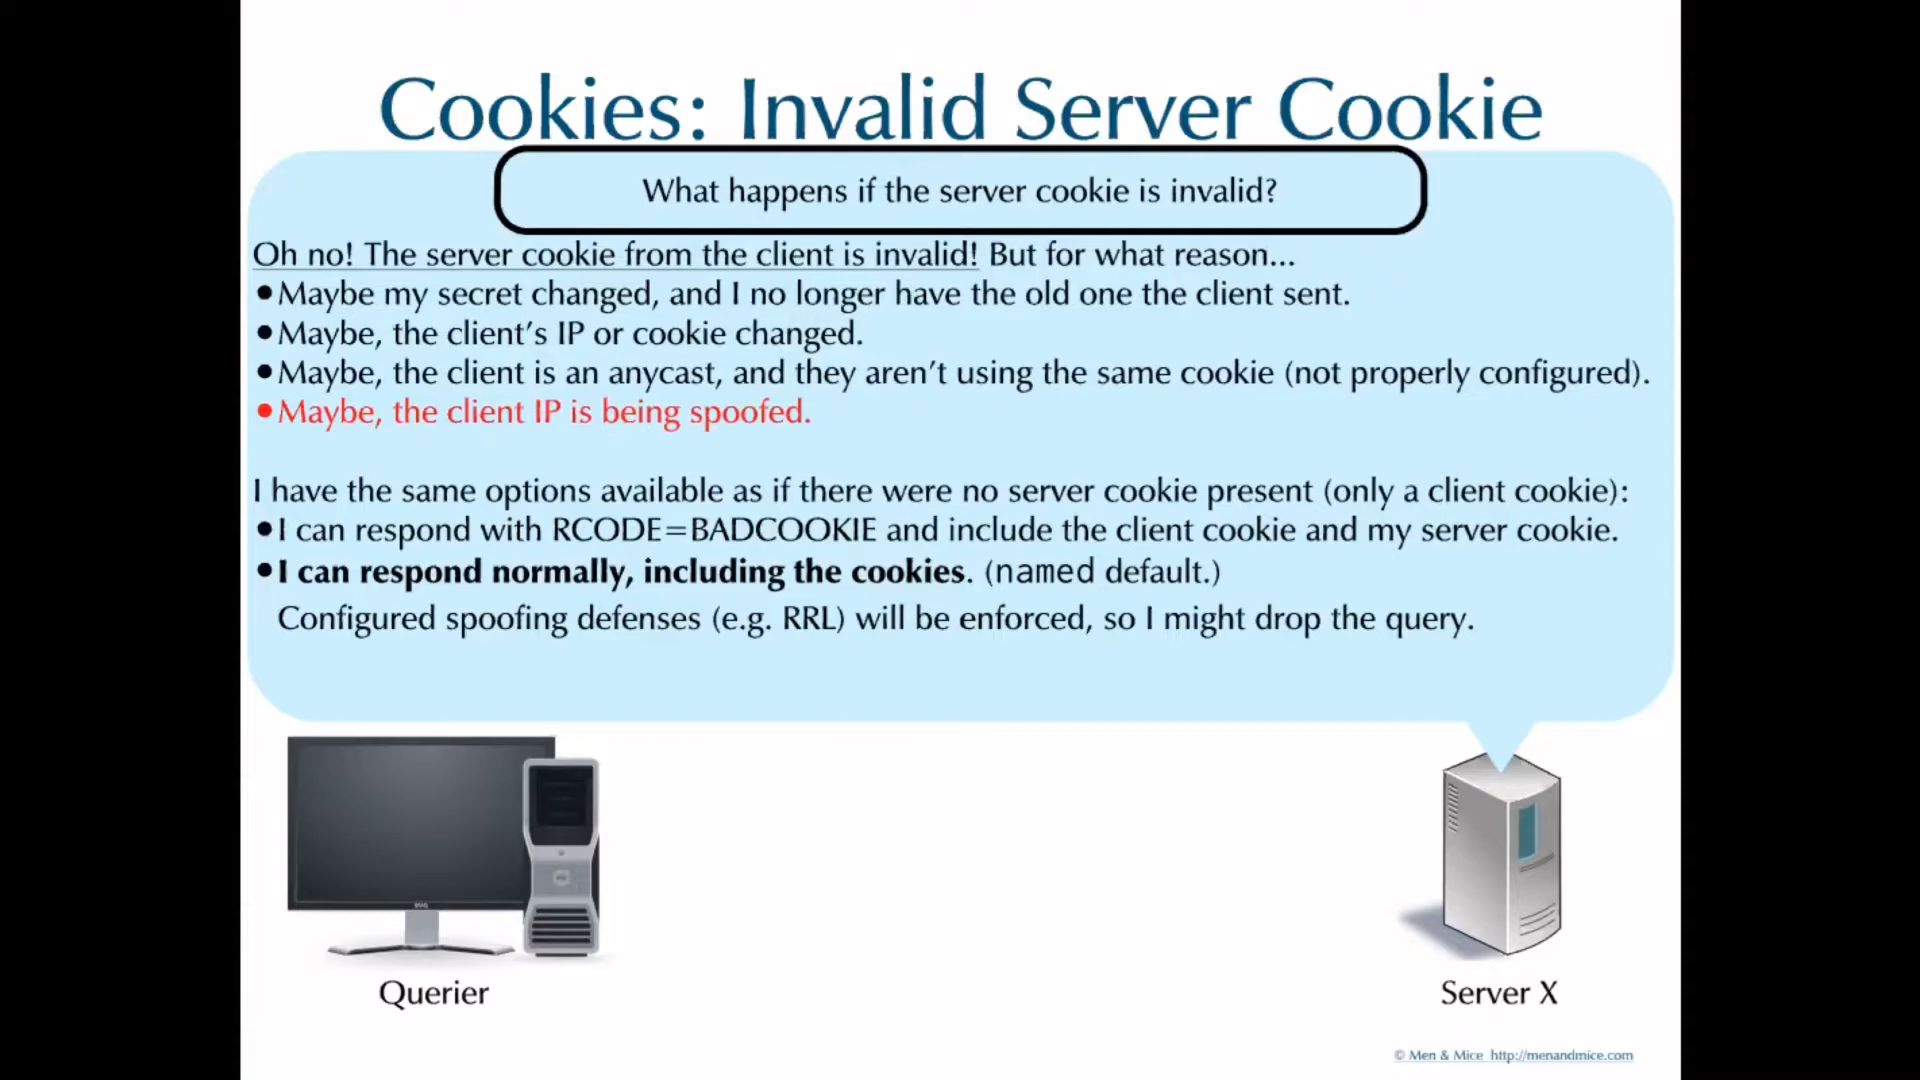 Cookies: Invalid Server Cookie
What happens if the server cookie is invalid?
Oh no! The server cookie from the client is invalid! But for what reason...
•Maybe my secret changed, and I no longer have the old one the client sent.
•Maybe, the client's IP or cookie changed.
•Maybe, the client is an anycast, and they aren't using the same cookie (not properly configured).
•Maybe, the client IP is being spoofed.
I have the same options available as if there were no server cookie present (only a client cookie):
•I can respond with RCODE=BADCOOKIE and include the client cookie and my server cookie.
•I can respond normally, including the cookies. (named default.)
Configured spoofing defenses (e.g. RRL) will be enforced, so I might drop the query.
Querier
Server X
© Men & Mice http://menandmice.com